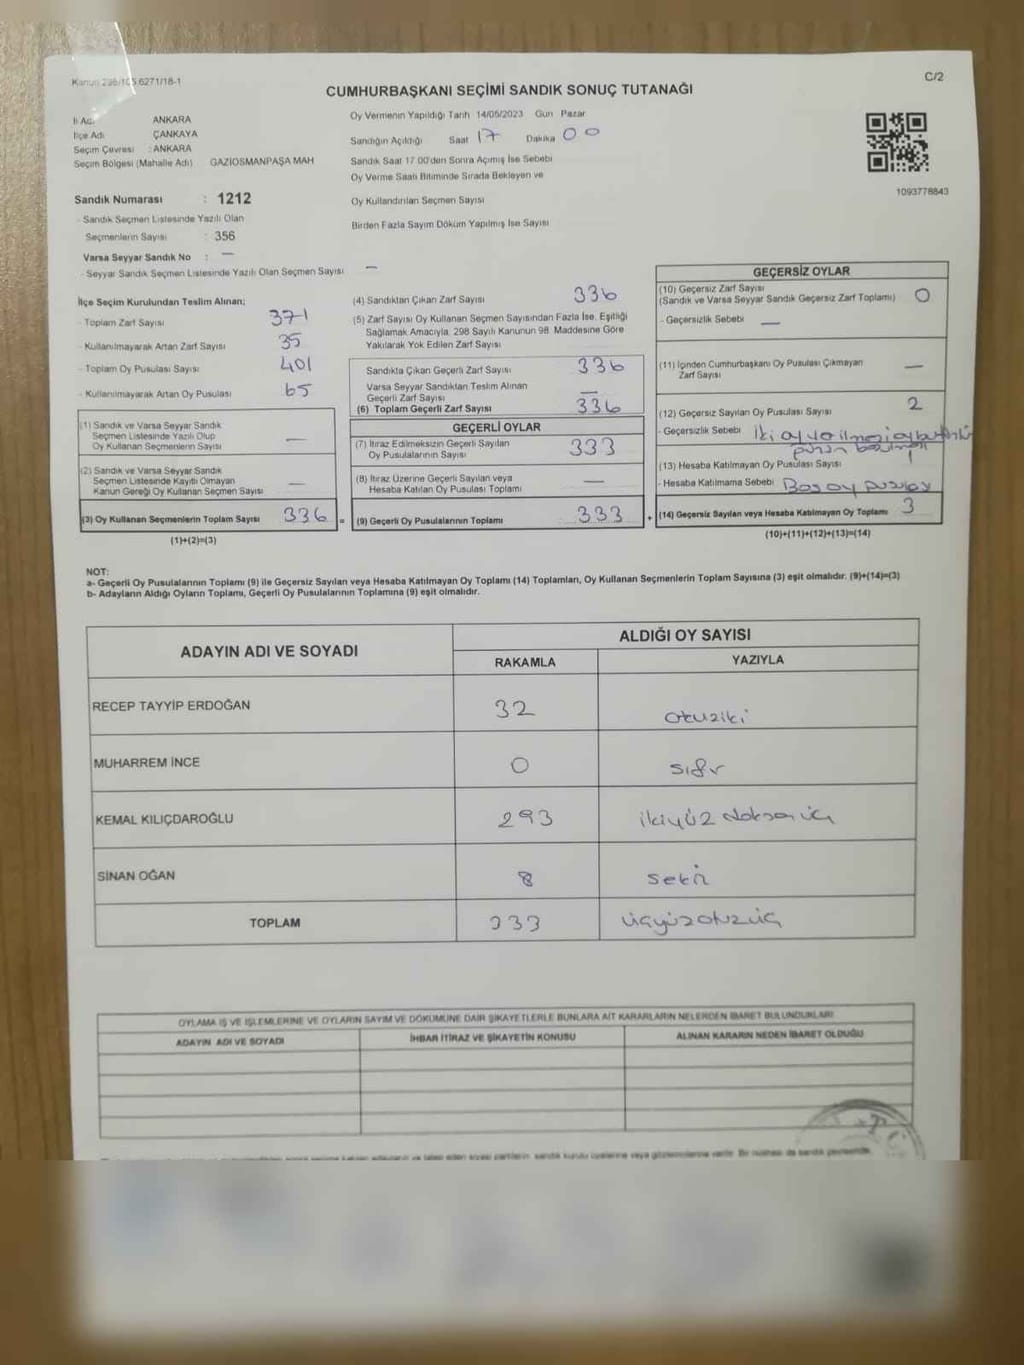 Kanun 298/105 6271/18-1
C/2
CUMHURBAŞKANI SEÇİMİ SANDIK SONUÇ TUTANAĞI
İl Adı ANKARA
İlçe Adı ÇANKAYA
Seçim Çevresi : ANKARA
Seçim Bölgesi (Mahalle Adı) GAZİOSMANPAŞA MAH
Sandık Numarası : 1212
- Sandık Seçmen Listesinde Yazılı Olan
Seçmenlerin Sayısı : 356
Varsa Seyyar Sandık No : —
- Seyyar Sandık Seçmen Listesinde Yazılı Olan Seçmen Sayısı —
Oy Vermenin Yapıldığı Tarih 14/05/2023 Gün Pazar
Sandığın Açıldığı Saat 17 Dakika 00
Sandık Saat 17 00'den Sonra Açımış İse Sebebi
Oy Verme Saati Bitiminde Sırada Bekleyen ve
Oy Kullandırılan Seçmen Sayısı
Birden Fazla Sayım Döküm Yapılmış İse Sayısı
1093778843
İlçe Seçim Kurulundan Teslim Alınan;
- Toplam Zarf Sayısı 371
- Kullanılmayarak Artan Zarf Sayısı 35
- Toplam Oy Pusulası Sayısı 401
- Kullanılmayarak Artan Oy Pusulası 65
(1) Sandık ve Varsa Seyyar Sandık
Seçmen Listesinde Yazılı Olup
Oy Kullanan Seçmenlerin Sayısı —
(2) Sandık ve Varsa Seyyar Sandık
Seçmen Listesinde Kayıtlı Olmayan
Kanun Gereği Oy Kullanan Seçmen Sayısı —
(3) Oy Kullanan Seçmenlerin Toplam Sayısı 336 =
(1)+(2)=(3)
(4) Sandıktan Çıkan Zarf Sayısı 336
(5) Zarf Sayısı Oy Kullanan Seçmen Sayısından Fazla İse, Eşitliği
Sağlamak Amacıyla, 298 Sayılı Kanunun 98. Maddesine Göre
Yakılarak Yok Edilen Zarf Sayısı
Sandıkta Çıkan Geçerli Zarf Sayısı 336
Varsa Seyyar Sandıktan Teslim Alınan
Geçerli Zarf Sayısı —
(6) Toplam Geçerli Zarf Sayısı 336
GEÇERLİ OYLAR
(7) İtiraz Edilmeksizin Geçerli Sayılan
Oy Pusulalarının Sayısı 333
(8) İtiraz Üzerine Geçerli Sayılan veya
Hesaba Katılan Oy Pusulası Toplamı —
(9) Geçerli Oy Pusulalarının Toplamı 333 +
GEÇERSİZ OYLAR
(10) Geçersiz Zarf Sayısı
(Sandık ve Varsa Seyyar Sandık Geçersiz Zarf Toplamı) 0
- Geçersizlik Sebebi —
(11) İçinden Cumhurbaşkanı Oy Pusulası Çıkmayan
Zarf Sayısı —
(12) Geçersiz Sayılan Oy Pusulası Sayısı 2
- Geçersizlik Sebebi İki
(13) Hesaba Katılmayan Oy Pusulası Sayısı 1
- Hesaba Katılmama Sebebi Boş oy pusulası
(14) Geçersiz Sayılan veya Hesaba Katılmayan Oy Toplamı 3
(10)+(11)+(12)+(13)=(14)
NOT:
a- Geçerli Oy Pusulalarının Toplamı (9) ile Geçersiz Sayılan veya Hesaba Katılmayan Oy Toplamı (14) Toplamları, Oy Kullanan Seçmenlerin Toplam Sayısına (3) eşit olmalıdır. (9)+(14)=(3)
b- Adayların Aldığı Oyların Toplamı, Geçerli Oy Pusulalarının Toplamına (9) eşit olmalıdır.
ADAYIN ADI VE SOYADI ALDIĞI OY SAYISI
RAKAMLA YAZIYLA
RECEP TAYYİP ERDOĞAN 32 otuziki
MUHARREM İNCE 0 sıfır
KEMAL KILIÇDAROĞLU 293 ikiyüz doksan üç
SİNAN OĞAN 8 sekiz
TOPLAM 333 üçyüzotuzüç
OYLAMA İŞ VE İŞLEMLERİNE VE OYLARIN SAYIM VE DÖKÜMÜNE DAİR ŞİKAYETLERLE BUNLARA AİT KARARLARIN NELERDEN İBARET BULUNDUKLARI
ADAYIN ADI VE SOYADI İHBAR İTİRAZ VE ŞİKAYETİN KONUSU ALINAN KARARIN NEDEN İBARET OLDUĞU